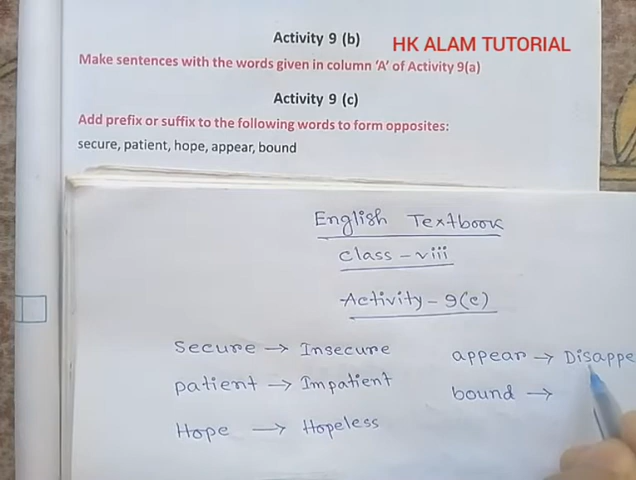 Activity 9 (b)
HK ALAM TUTORIAL
Make sentences with the words given in column 'A' of Activity 9(a)
Activity 9 (c)
Add prefix or suffix to the following words to form opposites:
secure, patient, hope, appear, bound
English Textbook
class - viii
Activity - 9(c)
Secure → Insecure
patient → Impatient
Hope → Hopeless
appear → Disappe
bound →